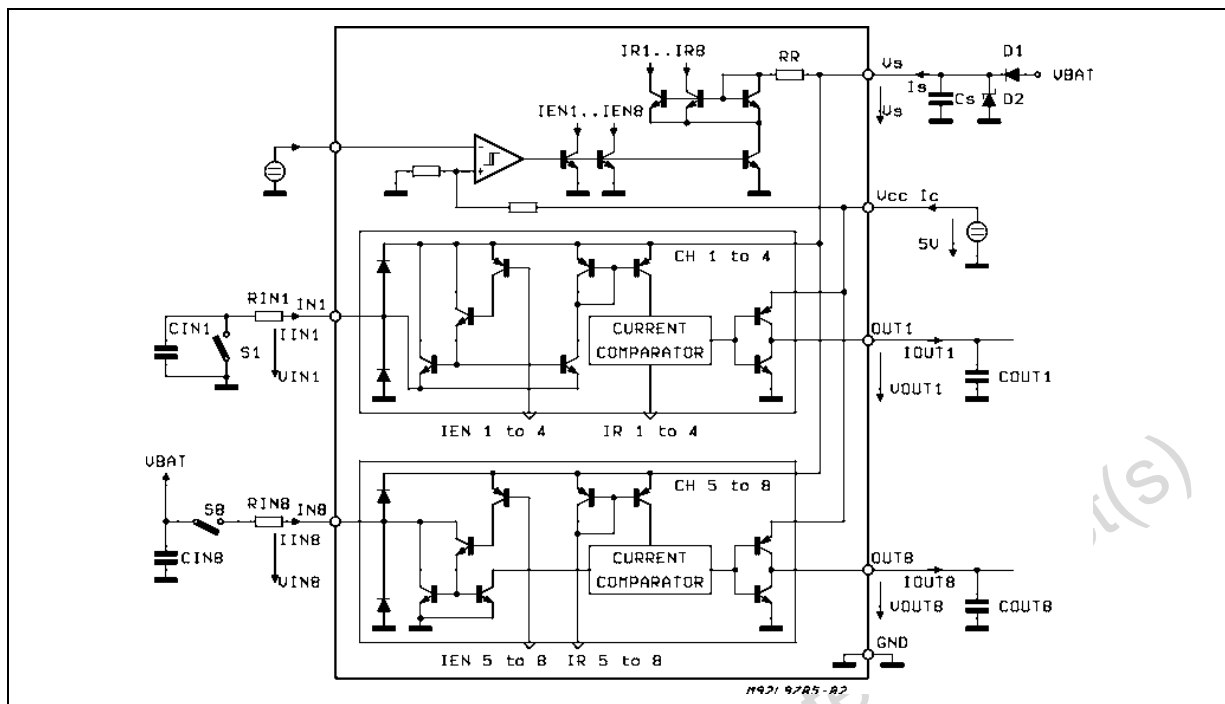 IR1..IR8
RR
Vs
Is
Cs
Vs
D1
VBAT
D2
IEN1..IEN8
Vcc Ic
5V
CH 1 to 4
RIN1
IN1
CIN1
S1
IIN1
VIN1
CURRENT
COMPARATOR
OUT1
IOUT1
VOUT1
COUT1
IEN 1 to 4
IR 1 to 4
VBAT
CH 5 to 8
S8
RIN8
IN8
CIN8
IIN8
VIN8
CURRENT
COMPARATOR
OUT8
IOUT8
VOUT8
COUT8
IEN 5 to 8
IR 5 to 8
GND
t(s)